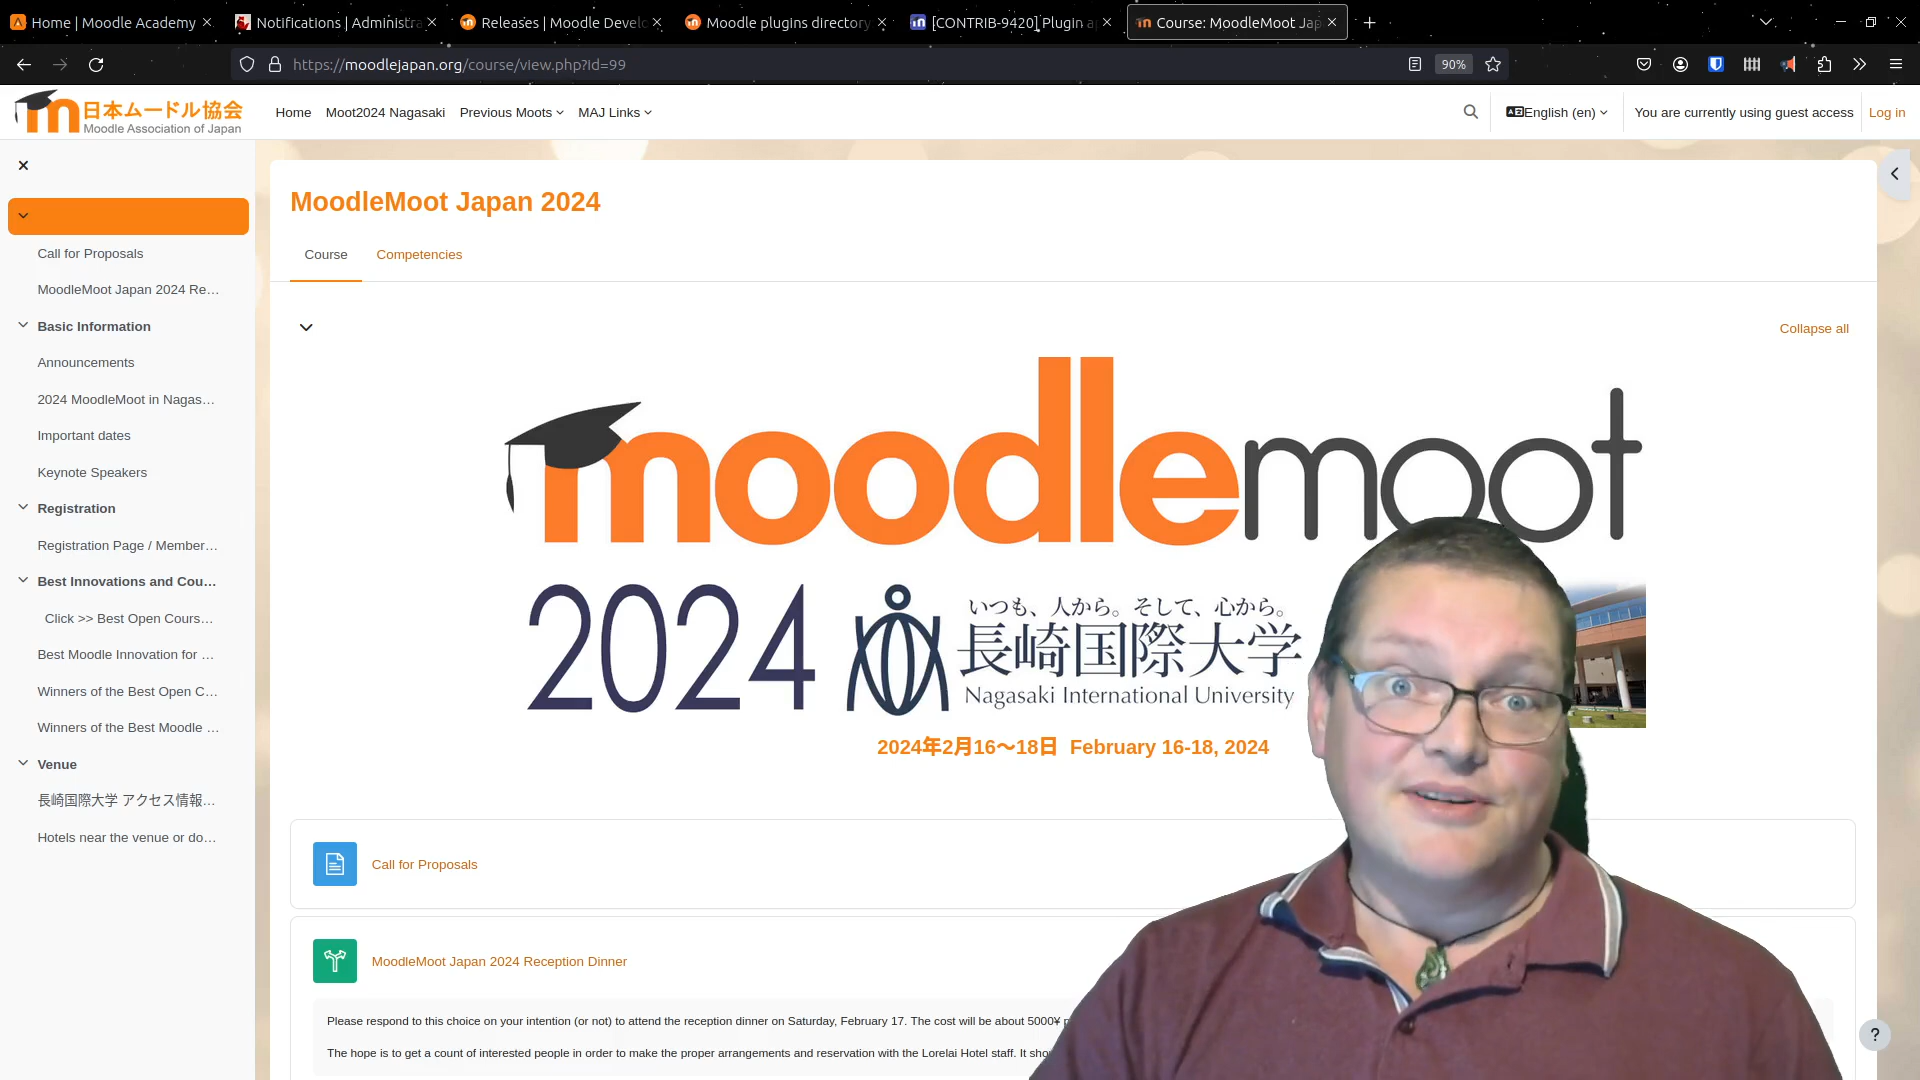 Home | Moodle Academy
Notifications | Administra
Releases | Moodle Develo
Moodle plugins directory
[CONTRIB-9420] Plugin a
Course: MoodleMoot Jap
https://moodlejapan.org/course/view.php?id=99
90%
日本ムードル協会
Moodle Association of Japan
Home
Moot2024 Nagasaki
Previous Moots
MAJ Links
English (en)
You are currently using guest access
Log in
Call for Proposals
MoodleMoot Japan 2024 Re…
Basic Information
Announcements
2024 MoodleMoot in Nagas…
Important dates
Keynote Speakers
Registration
Registration Page / Member…
Best Innovations and Cou…
Click >> Best Open Cours…
Best Moodle Innovation for …
Winners of the Best Open C…
Winners of the Best Moodle …
Venue
長崎国際大学 アクセス情報…
Hotels near the venue or do…
MoodleMoot Japan 2024
Course
Competencies
Collapse all
moodlemoot
2024
いつも、人から。そして、心から。
長崎国際大学
Nagasaki International University
2024年2月16～18日 February 16-18, 2024
Call for Proposals
MoodleMoot Japan 2024 Reception Dinner
Please respond to this choice on your intention (or not) to attend the reception dinner on Saturday, February 17. The cost will be about 5000¥ p
The hope is to get a count of interested people in order to make the proper arrangements and reservation with the Lorelai Hotel staff. It shou
?